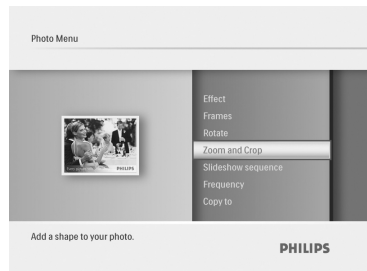 Photo Menu
Effect
Frames
Rotate
Zoom and Crop
Slideshow sequence
Frequency
Copy to
PHILIPS
Add a shape to your photo.
PHILIPS